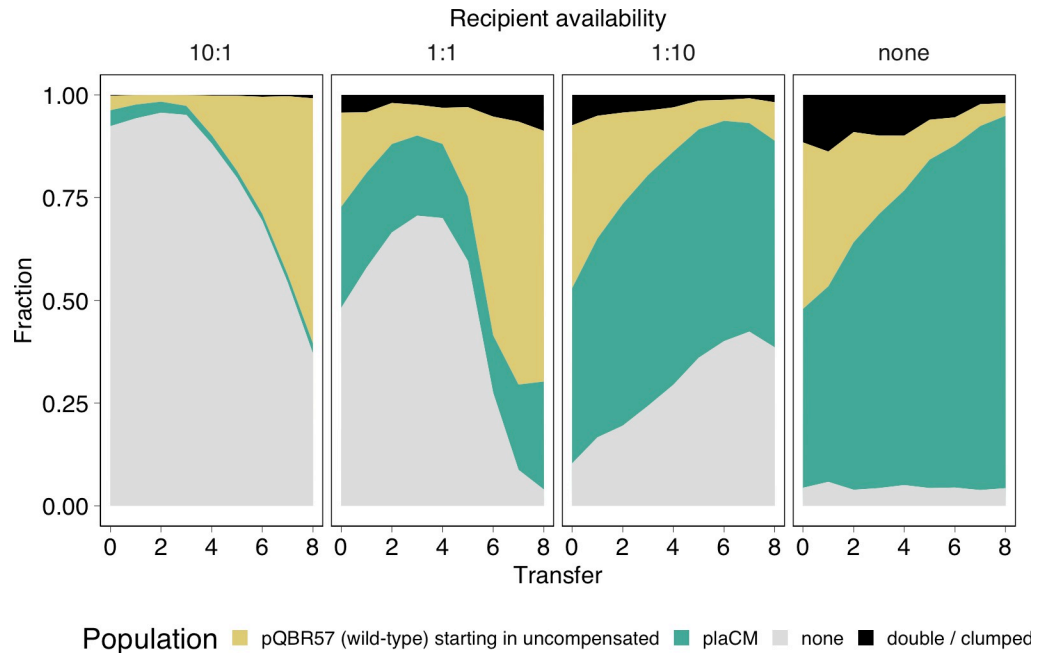 Recipient availability
10:1 1:1 1:10 none
1.00
0.75
0.50
0.25
0.00
Fraction
0 2 4 6 8 0 2 4 6 8 0 2 4 6 8 0 2 4 6 8
Transfer
Population pQBR57 (wild-type) starting in uncompensated plaCM none double / clumped